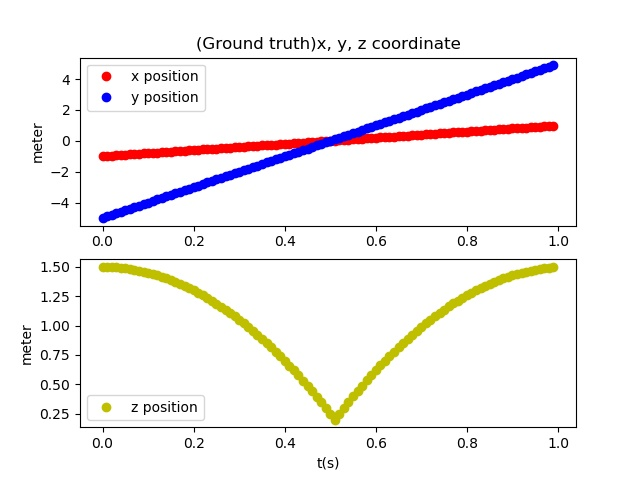 (Ground truth)x, y, z coordinate
x position
y position
meter
4
2
0
−2
−4
0.0 0.2 0.4 0.6 0.8 1.0
1.50
1.25
1.00
0.75
0.50
0.25
meter
z position
0.0 0.2 0.4 0.6 0.8 1.0
t(s)